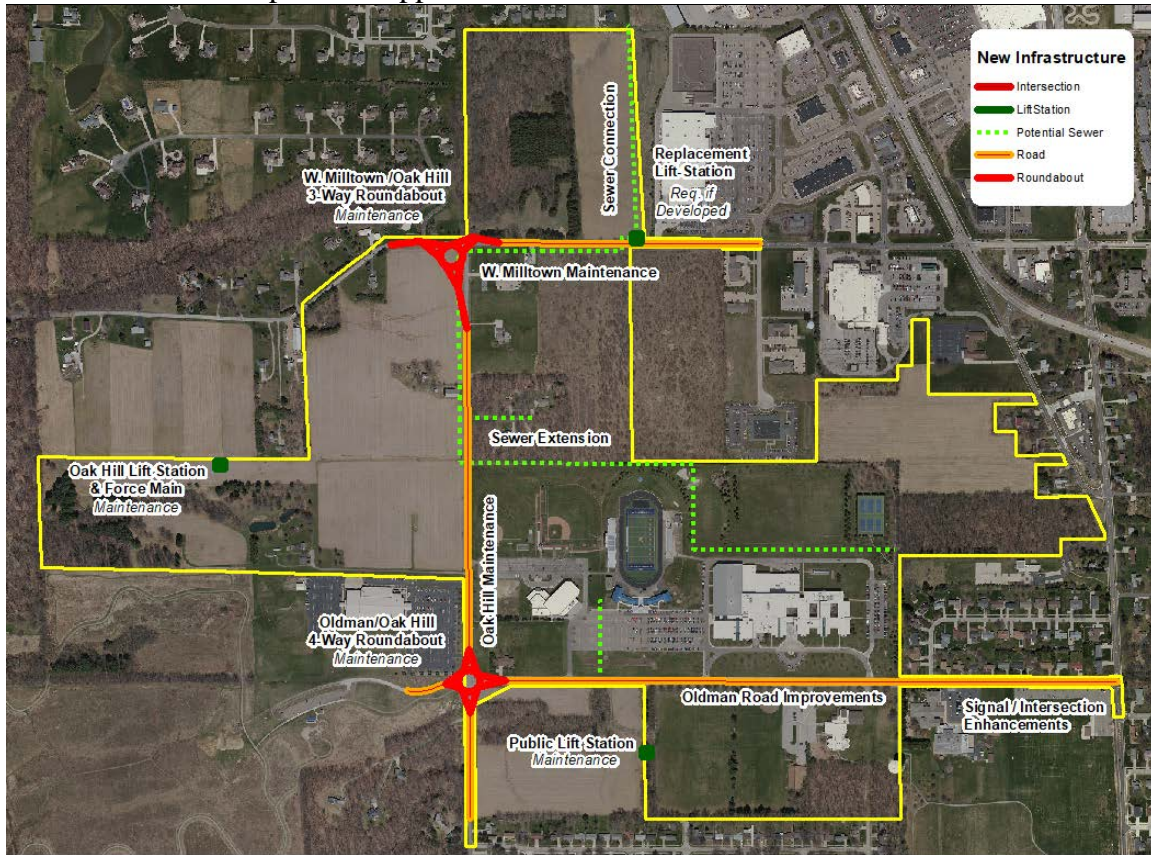 New Infrastructure
Intersection
LiftStation
Potential Sewer
Road
Roundabout
W. Milltown /Oak Hill
3-Way Roundabout
Maintenance
Sewer Connection
Replacement
Lift-Station
Req. if
Developed
W. Milltown Maintenance
Sewer Extension
Oak Hill Lift-Station
& Force Main
Maintenance
Oak Hill Maintenance
Oldman/Oak Hill
4-Way Roundabout
Maintenance
Oldman Road Improvements
Signal / Intersection
Enhancements
Public Lift-Station
Maintenance